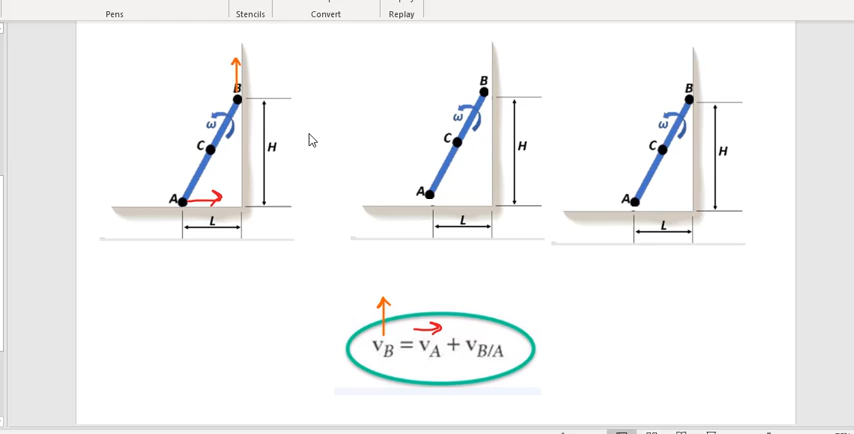 Pens Stencils Convert Replay
B B B
ω ω ω
C H C H C H
A A A
L L L
vB = vA + vB/A